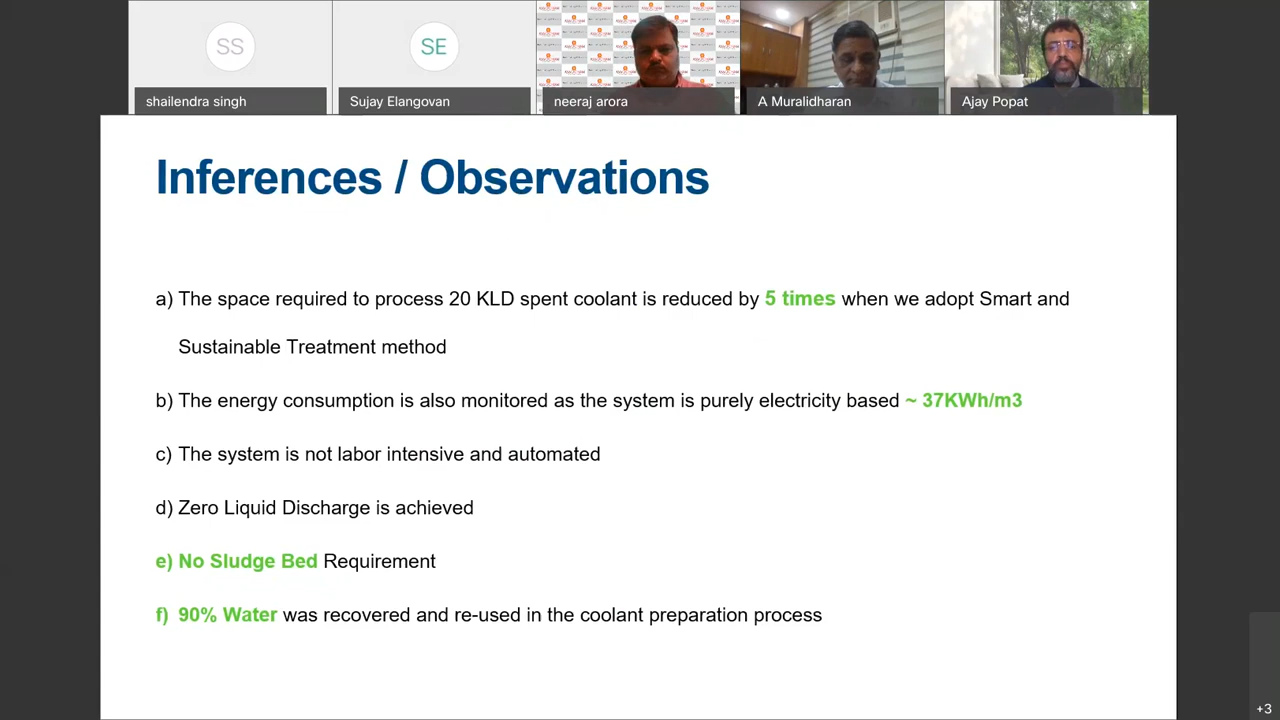 SS
SE
shailendra singh
Sujay Elangovan
neeraj arora
A Muralidharan
Ajay Popat
Inferences / Observations
a) The space required to process 20 KLD spent coolant is reduced by 5 times when we adopt Smart and
Sustainable Treatment method
b) The energy consumption is also monitored as the system is purely electricity based ~ 37KWh/m3
c) The system is not labor intensive and automated
d) Zero Liquid Discharge is achieved
e) No Sludge Bed Requirement
f) 90% Water was recovered and re-used in the coolant preparation process
+3